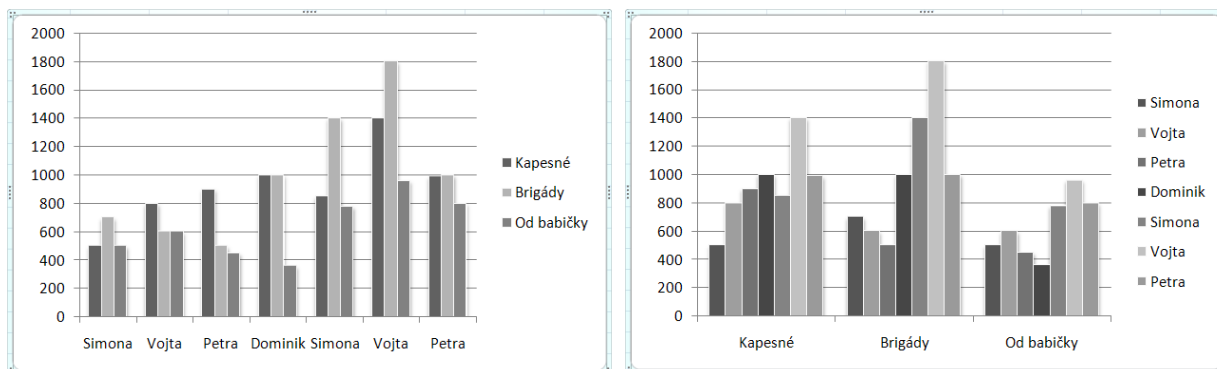 2000
1800
1600
1400
1200
1000
800
600
400
200
0
Simona Vojta Petra Dominik Simona Vojta Petra
Kapesné
Brigády
Od babičky
2000
1800
1600
1400
1200
1000
800
600
400
200
0
Kapesné Brigády Od babičky
Simona
Vojta
Petra
Dominik
Simona
Vojta
Petra